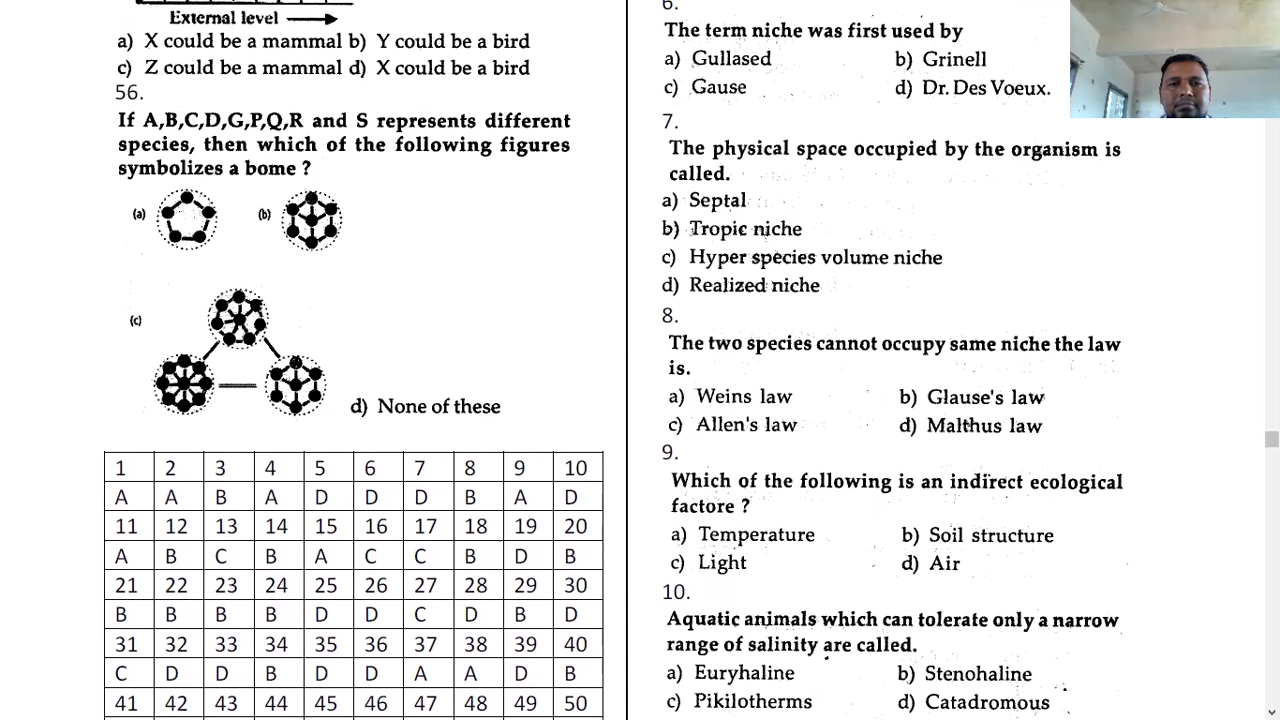 External level
a) X could be a mammal b) Y could be a bird
c) Z could be a mammal d) X could be a bird
56.
If A,B,C,D,G,P,Q,R and S represents different
species, then which of the following figures
symbolizes a bome ?
(a) (b)
(c)
d) None of these
1 2 3 4 5 6 7 8 9 10
A A B A D D D B A D
11 12 13 14 15 16 17 18 19 20
A B C B A C C B D B
21 22 23 24 25 26 27 28 29 30
B B B B D D C D B D
31 32 33 34 35 36 37 38 39 40
C D D B D D A A D B
41 42 43 44 45 46 47 48 49 50
6.
The term niche was first used by
a) Gullased b) Grinell
c) Gause d) Dr. Des Voeux.
7.
The physical space occupied by the organism is
called.
a) Septal
b) Tropic niche
c) Hyper species volume niche
d) Realized niche
8.
The two species cannot occupy same niche the law
is.
a) Weins law b) Glause's law
c) Allen's law d) Malthus law
9.
Which of the following is an indirect ecological
factore ?
a) Temperature b) Soil structure
c) Light d) Air
10.
Aquatic animals which can tolerate only a narrow
range of salinity are called.
a) Euryhaline b) Stenohaline
c) Pikilotherms d) Catadromous